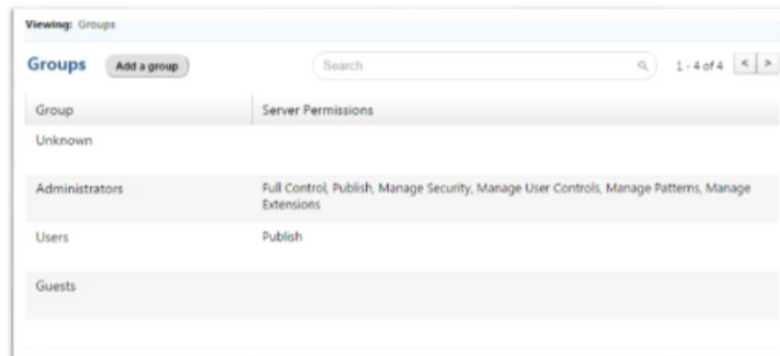 Viewing: Groups
Groups Add a group Search 1 - 4 of 4 < >
Group Server Permissions
Unknown
Administrators Full Control, Publish, Manage Security, Manage User Controls, Manage Patterns, Manage
Extensions
Users Publish
Guests